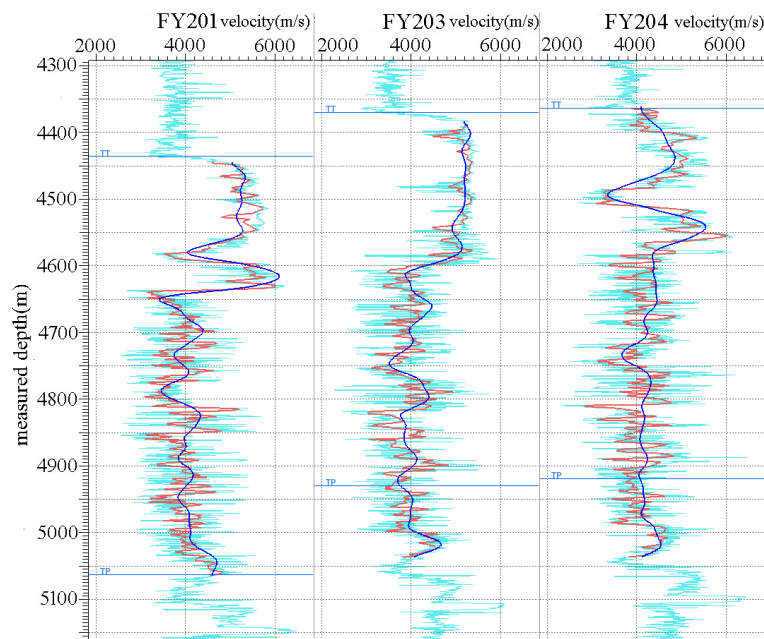 FY201 velocity(m/s) FY203 velocity(m/s) FY204 velocity(m/s)
2000 4000 6000 2000 4000 6000 2000 4000 6000
measured depth(m)
4300
TT
TT
4400
TT
4500
4600
4700
4800
4900
TP
TP
5000
TP
5100